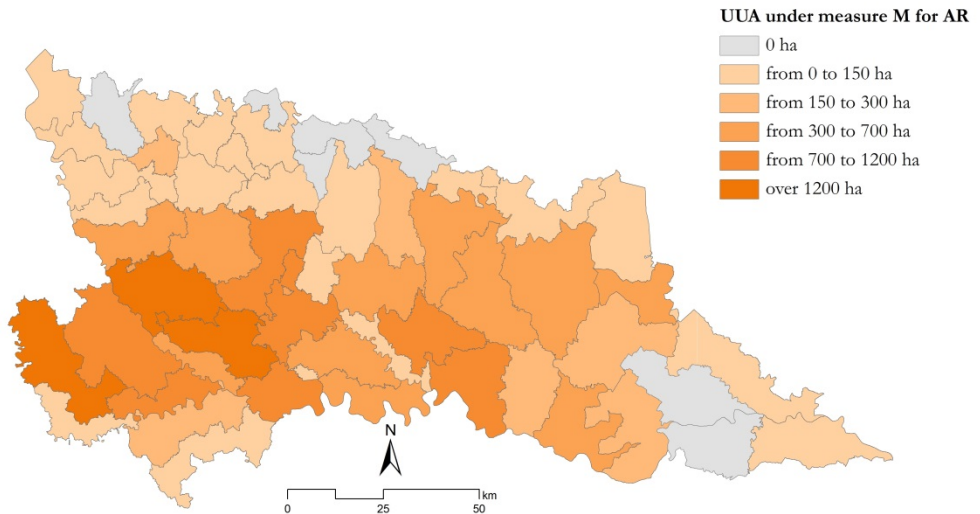 UUA under measure M for AR
0 ha
from 0 to 150 ha
from 150 to 300 ha
from 300 to 700 ha
from 700 to 1200 ha
over 1200 ha
N
km
0 25 50